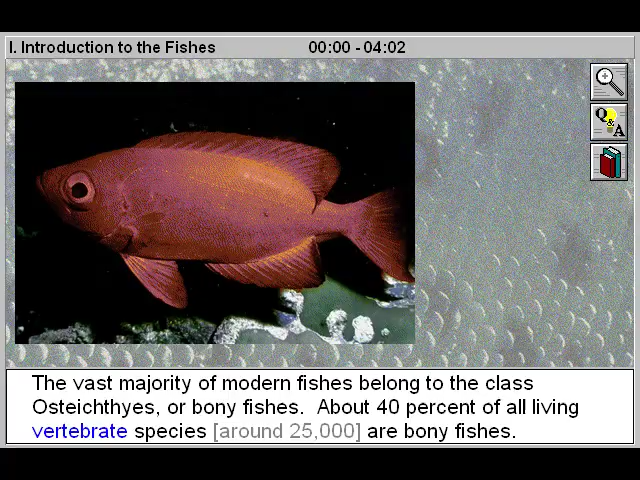 I. Introduction to the Fishes 00:00 - 04:02
Q & A
The vast majority of modern fishes belong to the class
Osteichthyes, or bony fishes. About 40 percent of all living
vertebrate species [around 25,000] are bony fishes.